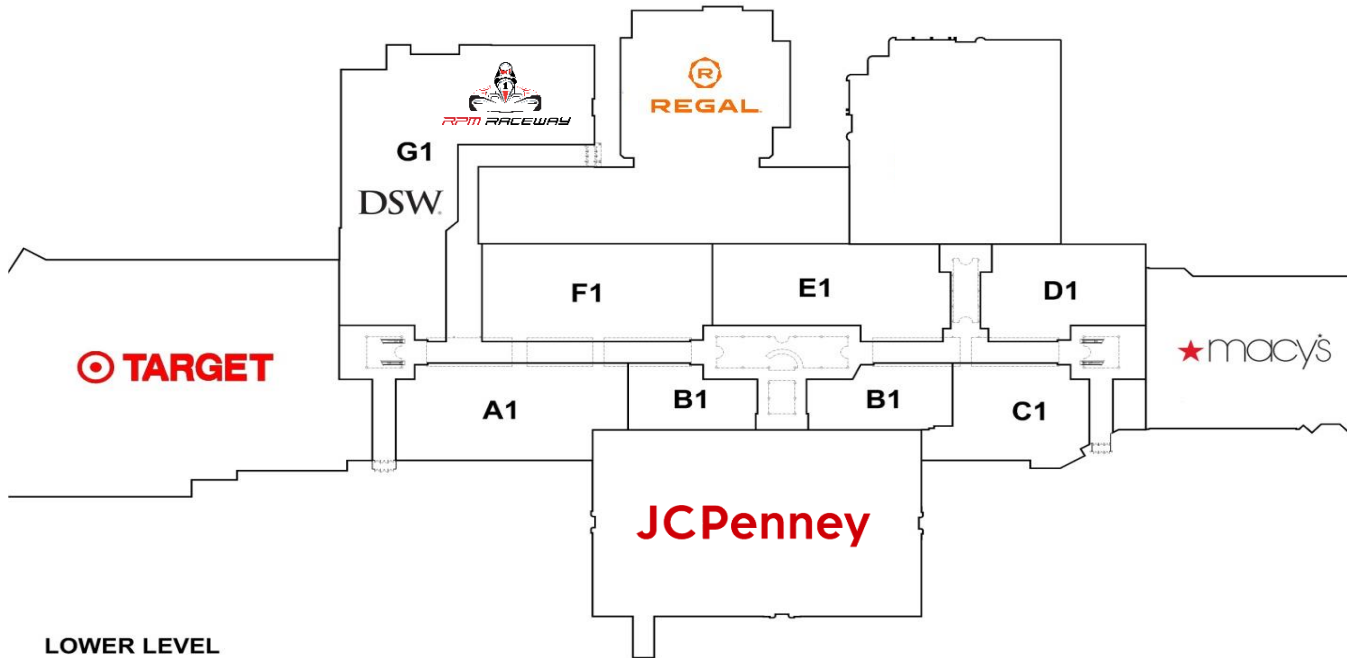 RPM RACEWAY
R
REGAL
G1
DSW
F1
E1
D1
TARGET
macy's
A1
B1
B1
C1
JCPenney
LOWER LEVEL